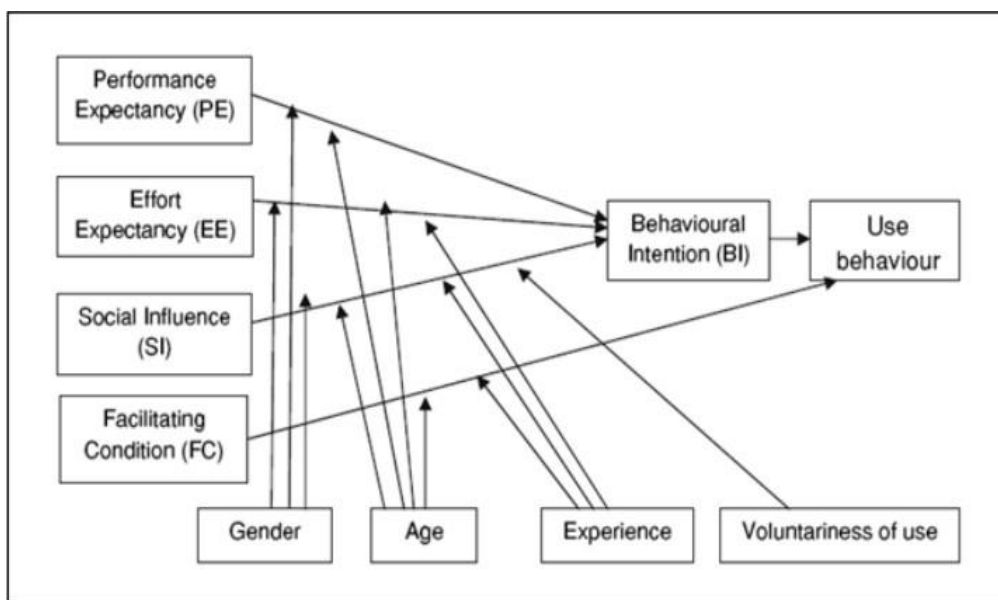 Performance
Expectancy (PE)
Effort
Expectancy (EE)
Behavioural
Intention (BI)
Use
behaviour
Social Influence
(SI)
Facilitating
Condition (FC)
Gender
Age
Experience
Voluntariness of use